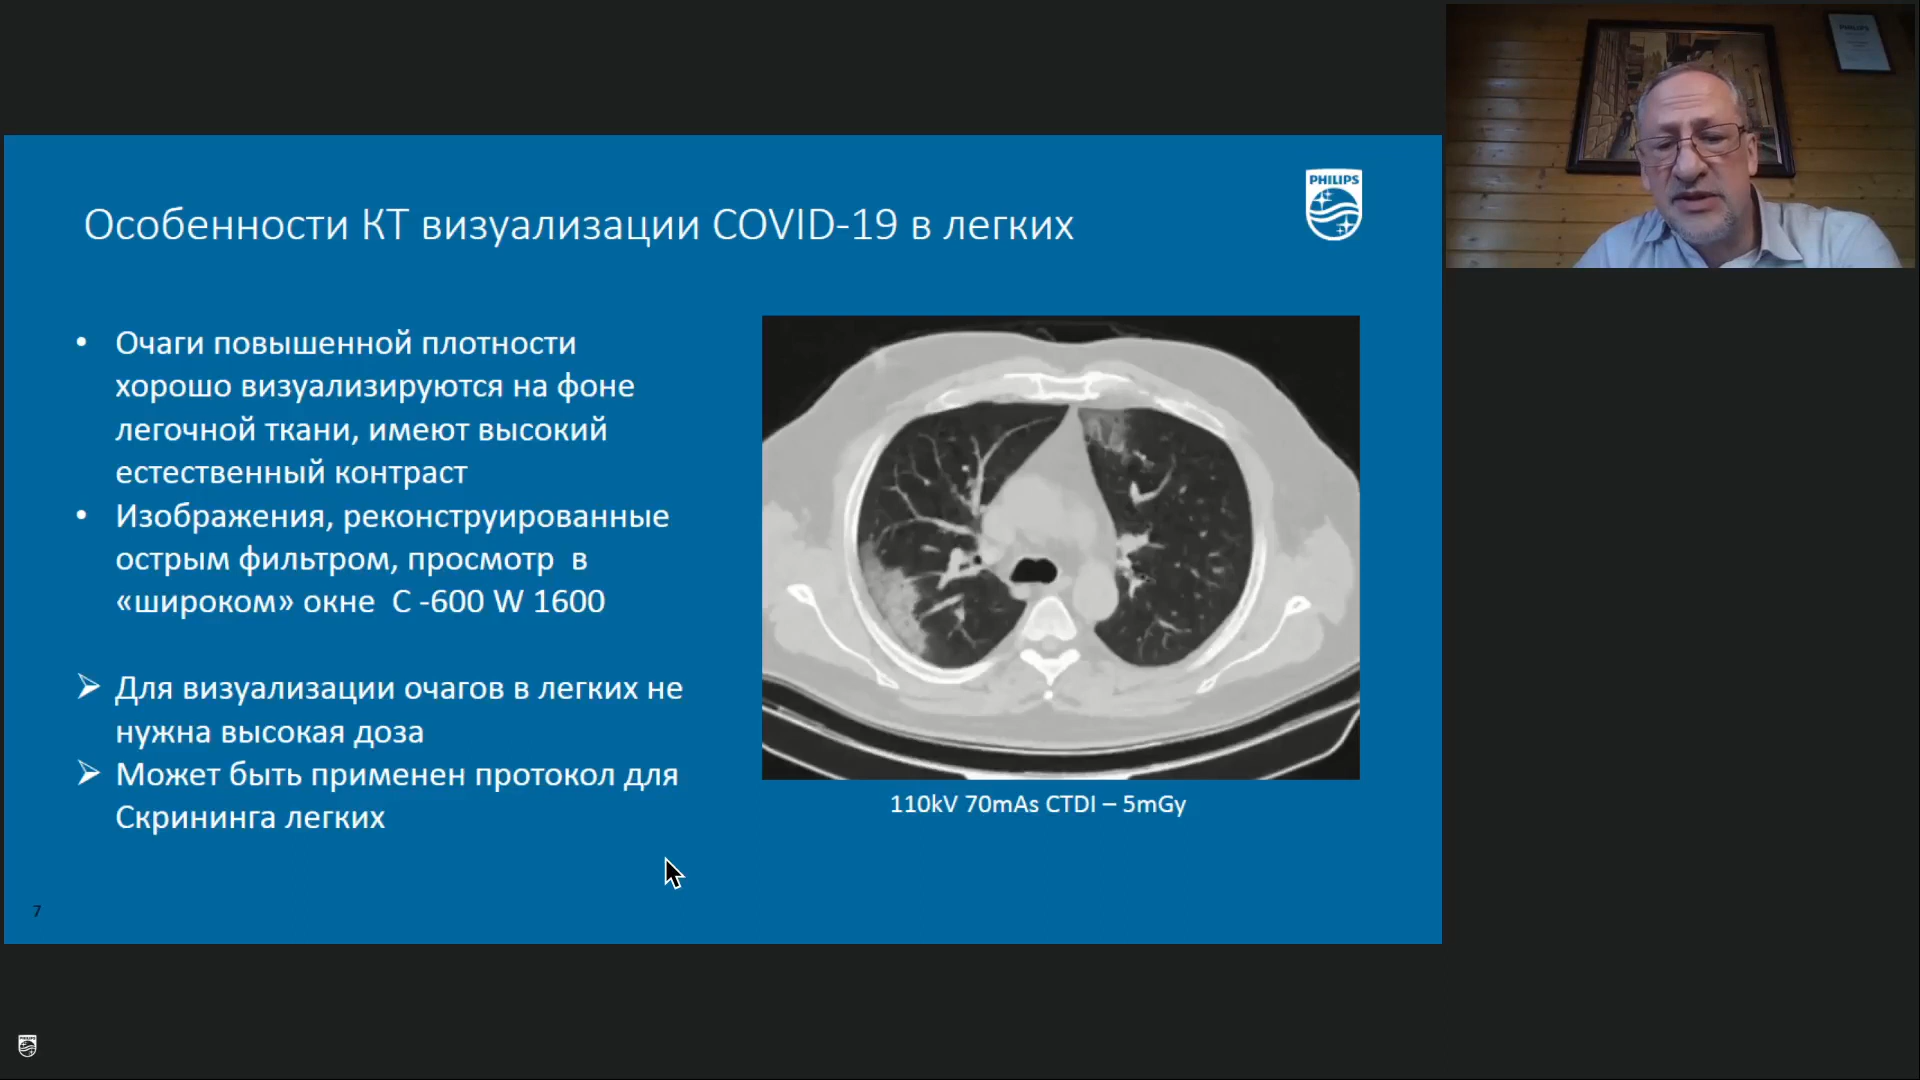 PHILIPS
Особенности КТ визуализации COVID-19 в легких
• Очаги повышенной плотности
хорошо визуализируются на фоне
легочной ткани, имеют высокий
естественный контраст
• Изображения, реконструированные
острым фильтром, просмотр в
«широком» окне С -600 W 1600
➢ Для визуализации очагов в легких не
нужна высокая доза
➢ Может быть применен протокол для
Скрининга легких
110kV 70mAs CTDI – 5mGy
7
PHILIPS